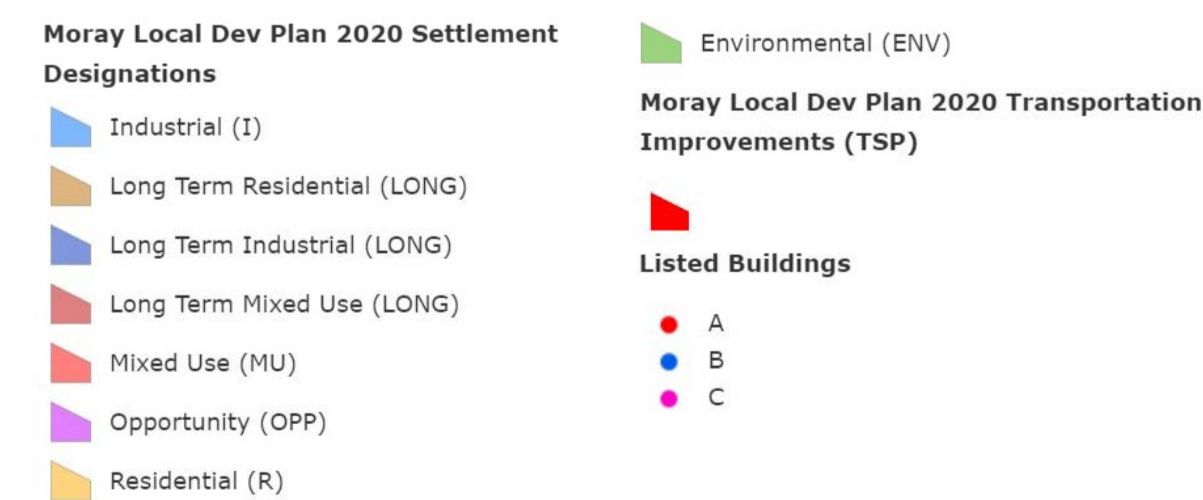 Moray Local Dev Plan 2020 Settlement
Designations
Industrial (I)
Long Term Residential (LONG)
Long Term Industrial (LONG)
Long Term Mixed Use (LONG)
Mixed Use (MU)
Opportunity (OPP)
Residential (R)
Environmental (ENV)
Moray Local Dev Plan 2020 Transportation
Improvements (TSP)
Listed Buildings
A
B
C